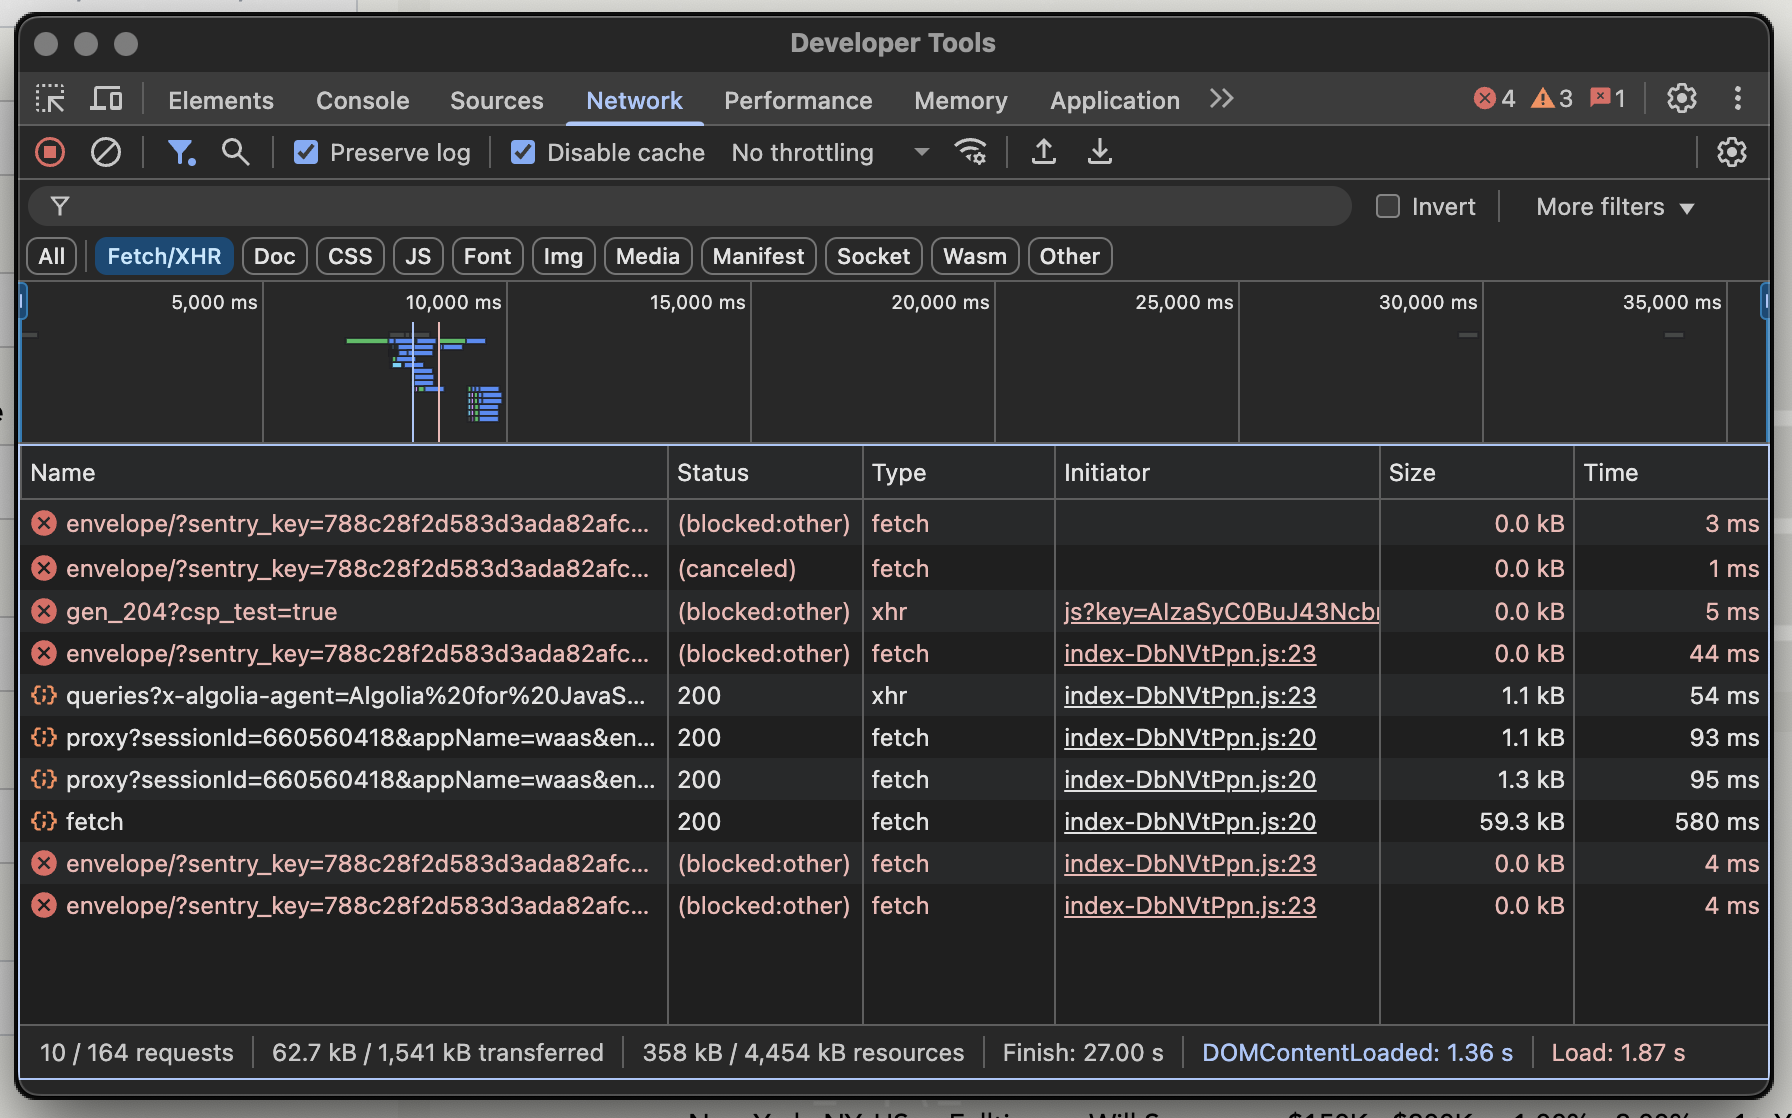 Developer Tools
Elements Console Sources Network Performance Memory Application 4 3 1
Preserve log Disable cache No throttling
Invert More filters
All Fetch/XHR Doc CSS JS Font Img Media Manifest Socket Wasm Other
5,000 ms 10,000 ms 15,000 ms 20,000 ms 25,000 ms 30,000 ms 35,000 ms
Name Status Type Initiator Size Time
envelope/?sentry_key=788c28f2d583d3ada82afc... (blocked:other) fetch 0.0 kB 3 ms
envelope/?sentry_key=788c28f2d583d3ada82afc... (canceled) fetch 0.0 kB 1 ms
gen_204?csp_test=true (blocked:other) xhr js?key=AIzaSyC0BuJ43Ncb 0.0 kB 5 ms
envelope/?sentry_key=788c28f2d583d3ada82afc... (blocked:other) fetch index-DbNVtPpn.js:23 0.0 kB 44 ms
queries?x-algolia-agent=Algolia%20for%20JavaS... 200 xhr index-DbNVtPpn.js:23 1.1 kB 54 ms
proxy?sessionId=660560418&appName=waas&en... 200 fetch index-DbNVtPpn.js:20 1.1 kB 93 ms
proxy?sessionId=660560418&appName=waas&en... 200 fetch index-DbNVtPpn.js:20 1.3 kB 95 ms
fetch 200 fetch index-DbNVtPpn.js:20 59.3 kB 580 ms
envelope/?sentry_key=788c28f2d583d3ada82afc... (blocked:other) fetch index-DbNVtPpn.js:23 0.0 kB 4 ms
envelope/?sentry_key=788c28f2d583d3ada82afc... (blocked:other) fetch index-DbNVtPpn.js:23 0.0 kB 4 ms
10 / 164 requests 62.7 kB / 1,541 kB transferred 358 kB / 4,454 kB resources Finish: 27.00 s DOMContentLoaded: 1.36 s Load: 1.87 s